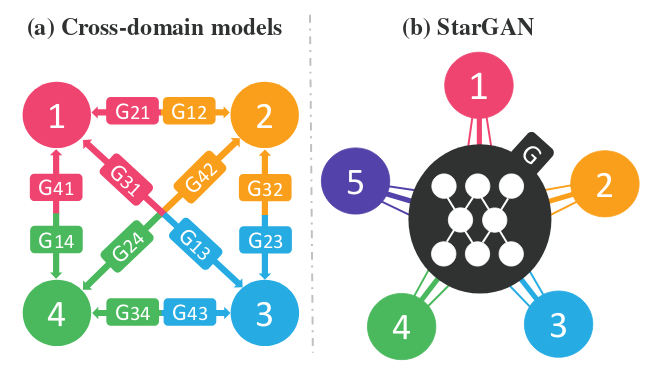 (a) Cross-domain models
1
G21 G12
2
G41
G31
G42
G32
G14
G24
G13
G23
4
G34 G43
3
(b) StarGAN
1
G
5
2
4
3